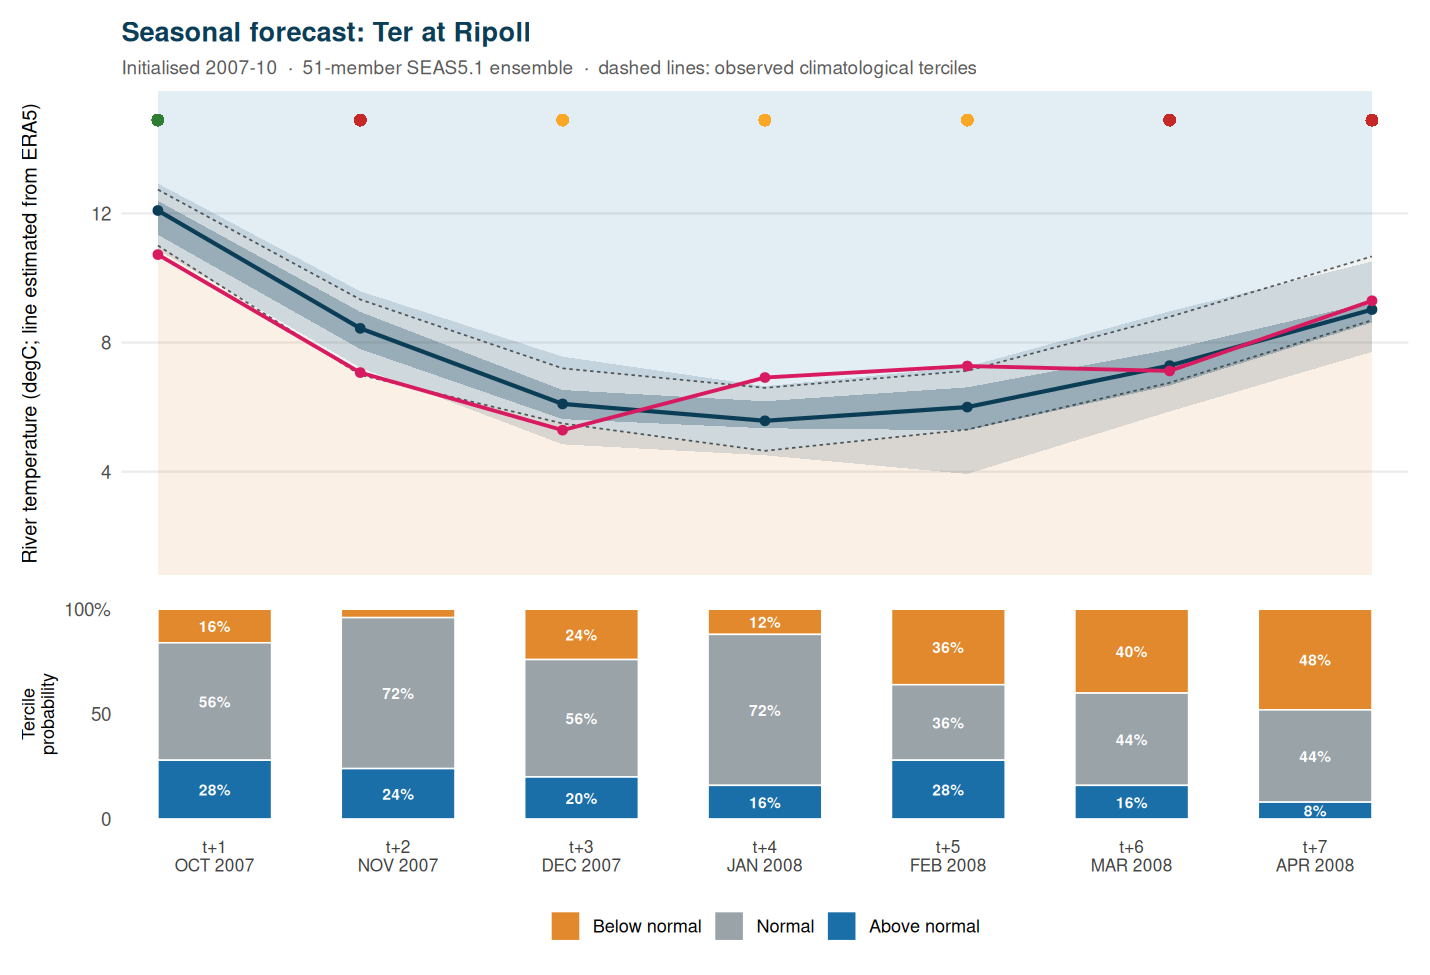 Seasonal forecast: Ter at Ripoll
Initialised 2007-10 · 51-member SEAS5.1 ensemble · dashed lines: observed climatological terciles
River temperature (degC; line estimated from ERA5)
12
8
4
Tercile
probability
100%
50
0
16%
24%
12%
36%
40%
48%
56%
72%
56%
72%
36%
44%
44%
28%
24%
20%
16%
28%
16%
8%
t+1
OCT 2007
t+2
NOV 2007
t+3
DEC 2007
t+4
JAN 2008
t+5
FEB 2008
t+6
MAR 2008
t+7
APR 2008
Below normal
Normal
Above normal